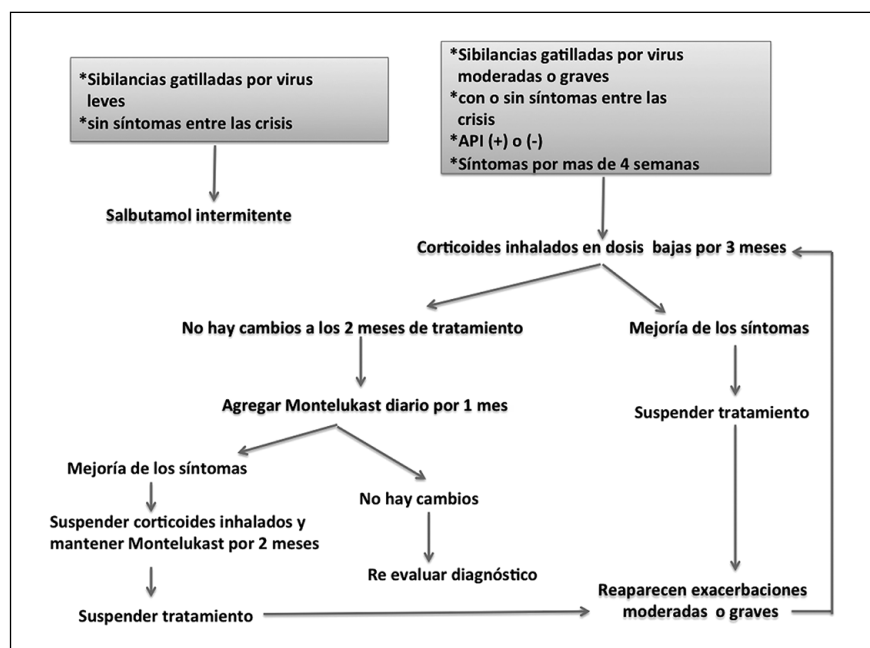 *Sibilancias gatilladas por virus
leves
*sin síntomas entre las crisis
*Sibilancias gatilladas por virus
moderadas o graves
*con o sin síntomas entre las
crisis
*API (+) o (-)
*Síntomas por mas de 4 semanas
Salbutamol intermitente
Corticoides inhalados en dosis bajas por 3 meses
No hay cambios a los 2 meses de tratamiento
Mejoría de los síntomas
Agregar Montelukast diario por 1 mes
Suspender tratamiento
Mejoría de los síntomas
No hay cambios
Suspender corticoides inhalados y
mantener Montelukast por 2 meses
Re evaluar diagnóstico
Suspender tratamiento
Reaparecen exacerbaciones
moderadas o graves